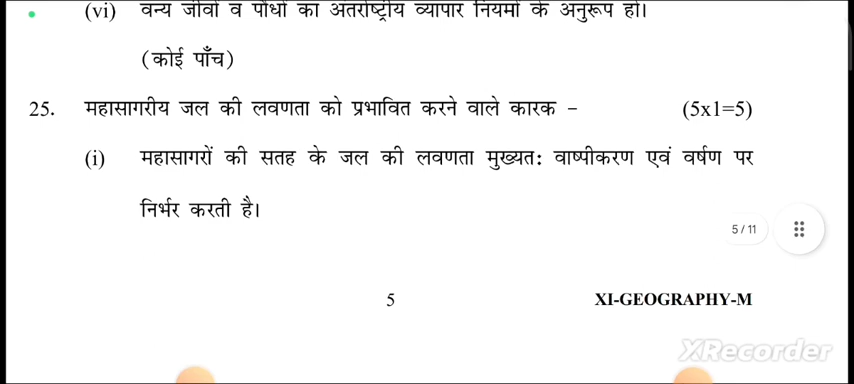 (vi) वन्य जीवों व पौधों का अंतर्राष्ट्रीय व्यापार नियमों के अनुरूप हो।
(कोई पाँच)
25. महासागरीय जल की लवणता को प्रभावित करने वाले कारक – (5x1=5)
(i) महासागरों की सतह के जल की लवणता मुख्यतः वाष्पीकरण एवं वर्षण पर
निर्भर करती है।
5/11
5 XI-GEOGRAPHY-M
XRecorder